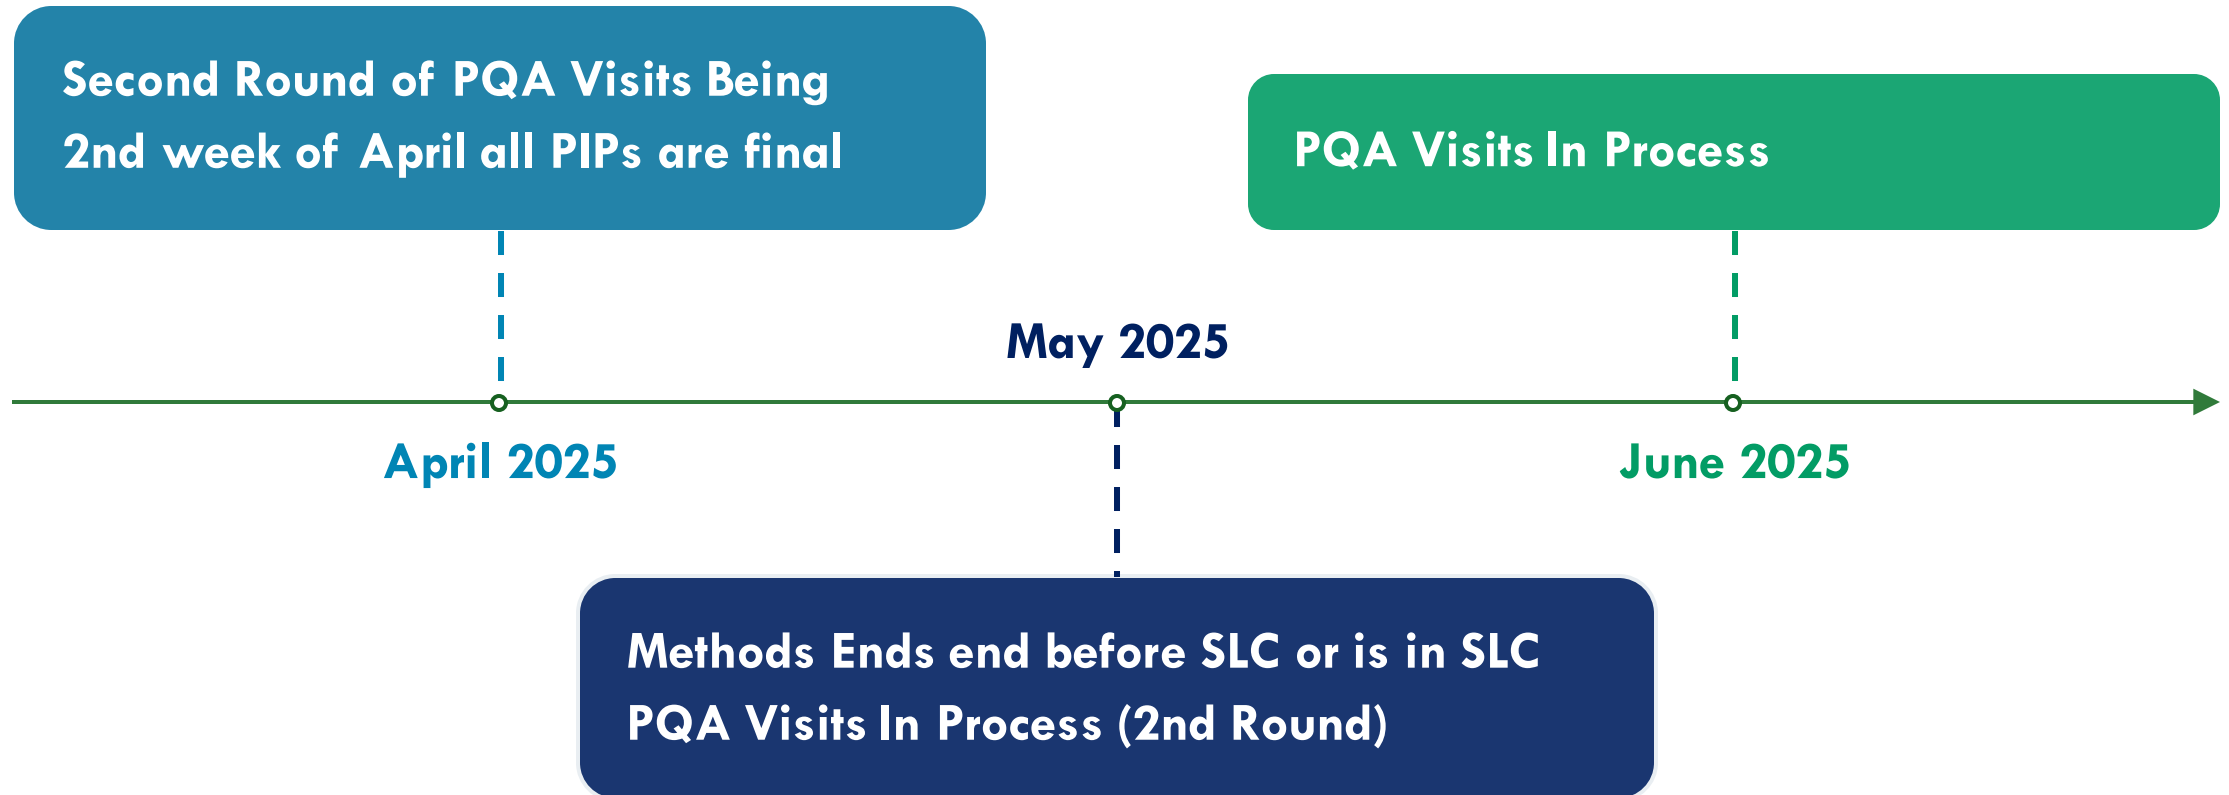 Second Round of PQA Visits Being
2nd week of April all PIPs are final
April 2025
May 2025
Methods Ends end before SLC or is in SLC
PQA Visits In Process (2nd Round)
PQA Visits In Process
June 2025